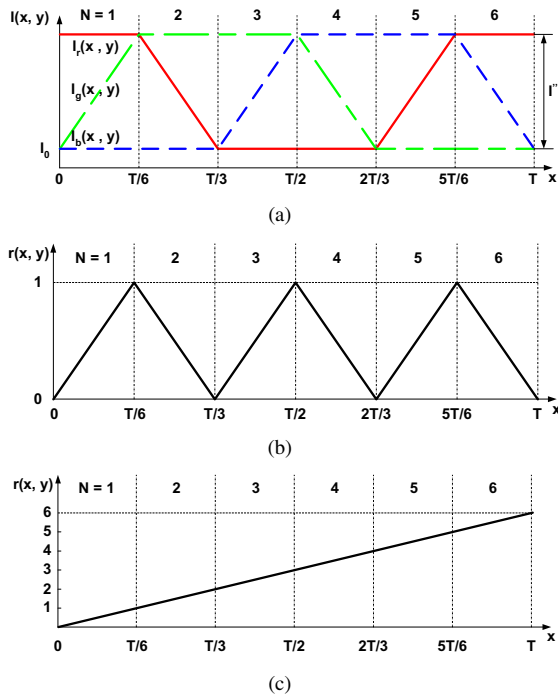 I(x, y) N = 1 2 3 4 5 6
I_r(x , y)
I_g(x , y)
I"
I_b(x , y)
I_0
0 T/6 T/3 T/2 2T/3 5T/6 T x
(a)
r(x, y) N = 1 2 3 4 5 6
1
0
0 T/6 T/3 T/2 2T/3 5T/6 T x
(b)
r(x, y) N = 1 2 3 4 5 6
6
5
4
3
2
1
0 T/6 T/3 T/2 2T/3 5T/6 T x
(c)